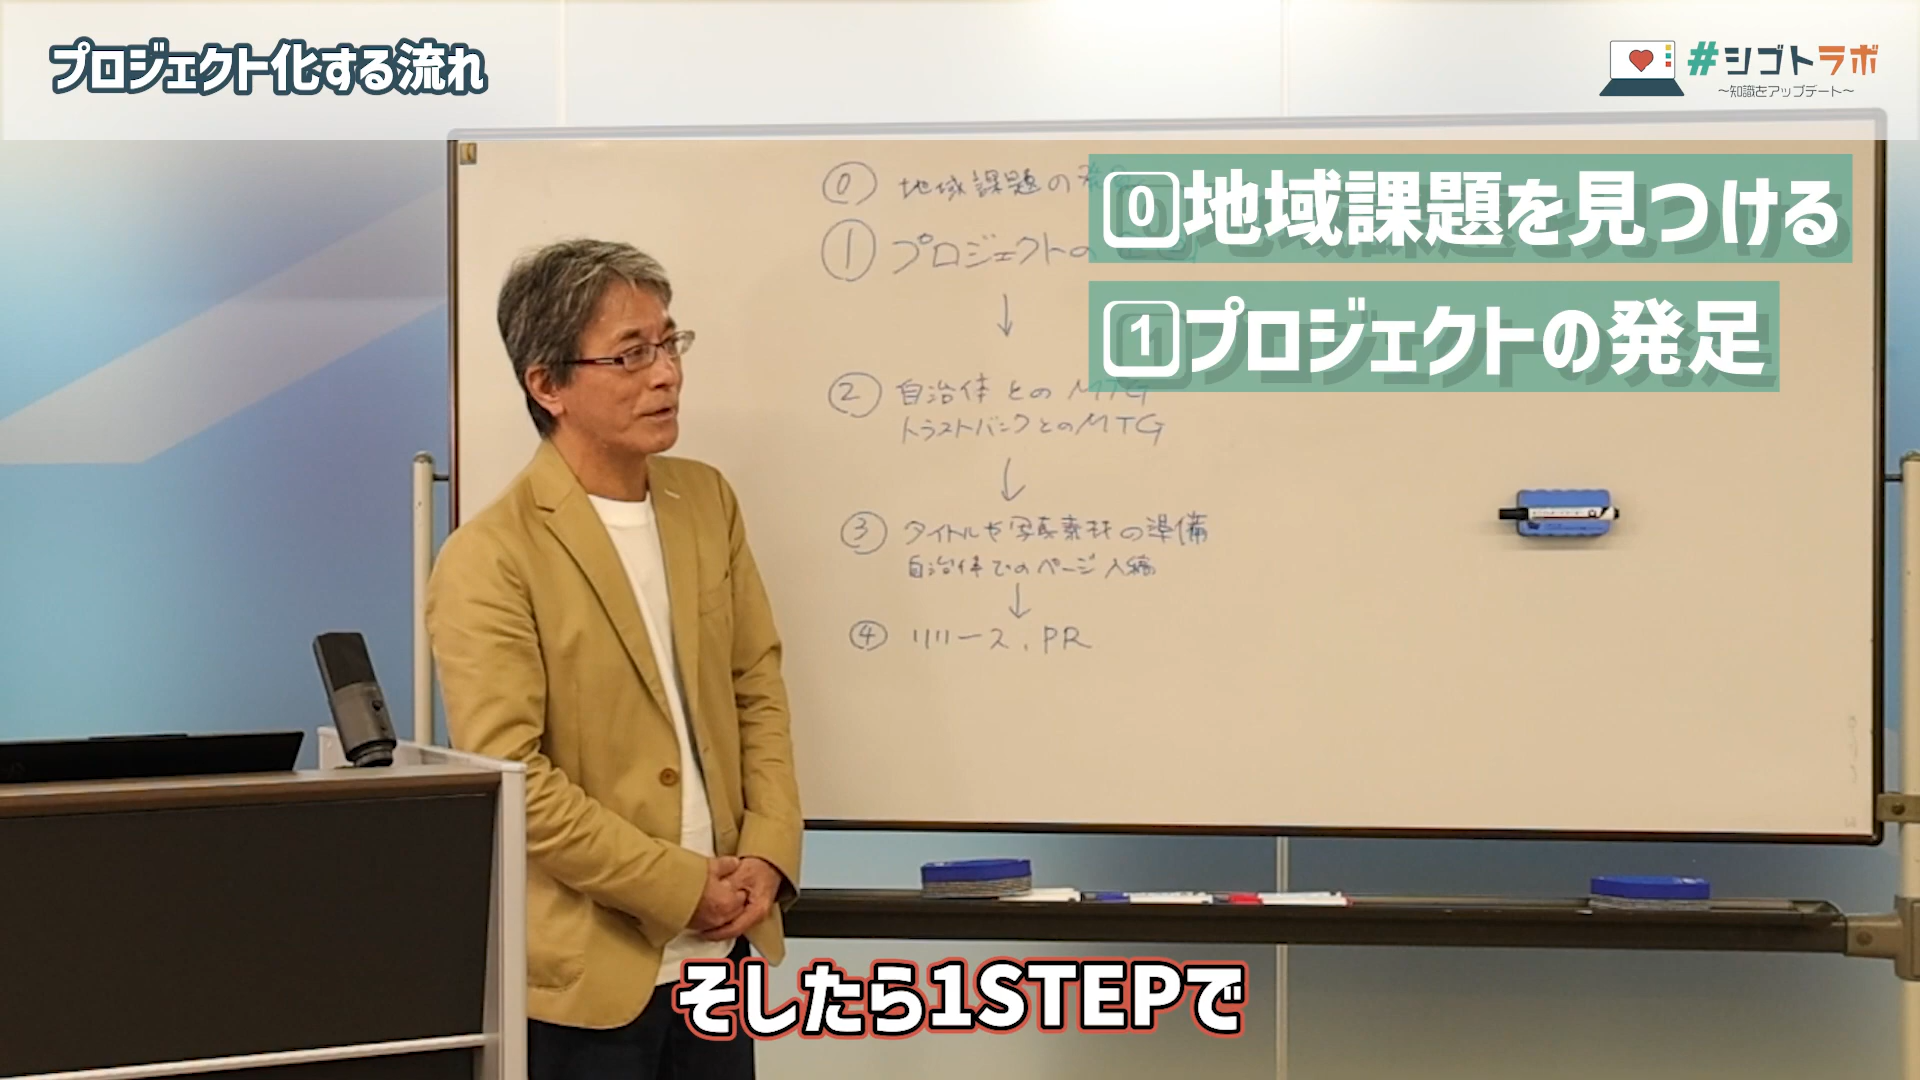 プロジェクト化する流れ
#シゴトラボ
～知識をアップデート～
0 地域課題を見つける
1 プロジェクトの発足
⓪ 地域課題の発
① プロジェクトの
↓
② 自治体とのMTG
トラストバンクとのMTG
↓
③ タイトルや写真素材の準備
自治体でのページ入稿
↓
④ リリース、PR
そしたら1STEPで